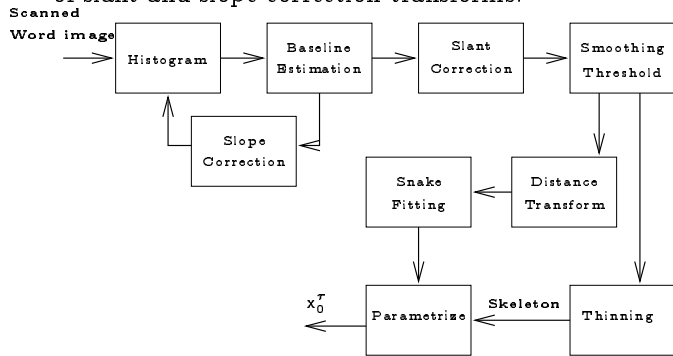 of slant and slope correction transforms.
Scanned
Word image
Histogram
Baseline
Estimation
Slant
Correction
Smoothing
Threshold
Slope
Correction
Snake
Fitting
Distance
Transform
x₀^τ
Parametrize
Skeleton
Thinning